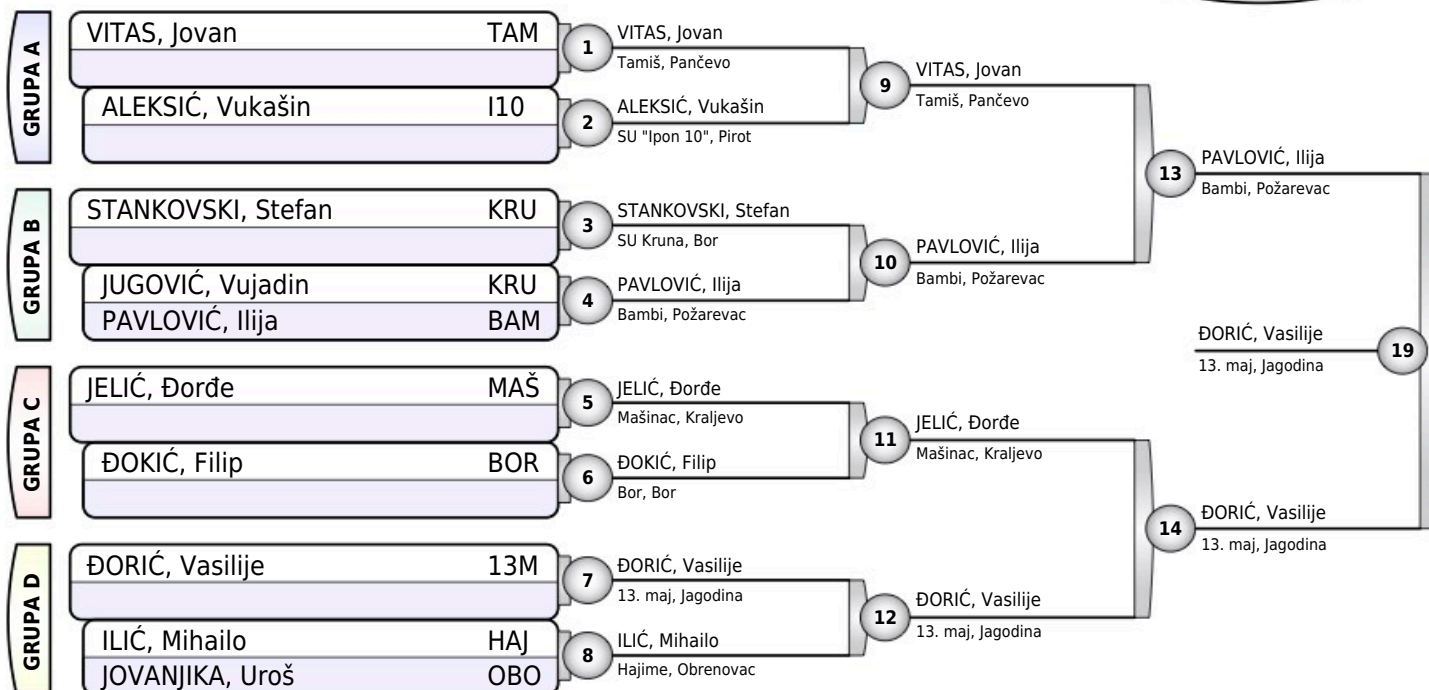 GRUPA A
VITAS, Jovan TAM
ALEKSIĆ, Vukašin I10
GRUPA B
STANKOVSKI, Stefan KRU
JUGOVIĆ, Vujadin KRU
PAVLOVIĆ, Ilija BAM
GRUPA C
JELIĆ, Đorđe MAŠ
ĐOKIĆ, Filip BOR
GRUPA D
ĐORIĆ, Vasilije 13M
ILIĆ, Mihailo HAJ
JOVANJIKA, Uroš OBO
1
VITAS, Jovan
Tamiš, Pančevo
2
ALEKSIĆ, Vukašin
SU "Ipon 10", Pirot
3
STANKOVSKI, Stefan
SU Kruna, Bor
4
PAVLOVIĆ, Ilija
Bambi, Požarevac
5
JELIĆ, Đorđe
Mašinac, Kraljevo
6
ĐOKIĆ, Filip
Bor, Bor
7
ĐORIĆ, Vasilije
13. maj, Jagodina
8
ILIĆ, Mihailo
Hajime, Obrenovac
9
VITAS, Jovan
Tamiš, Pančevo
10
PAVLOVIĆ, Ilija
Bambi, Požarevac
11
JELIĆ, Đorđe
Mašinac, Kraljevo
12
ĐORIĆ, Vasilije
13. maj, Jagodina
13
PAVLOVIĆ, Ilija
Bambi, Požarevac
14
ĐORIĆ, Vasilije
13. maj, Jagodina
ĐORIĆ, Vasilije
13. maj, Jagodina
19